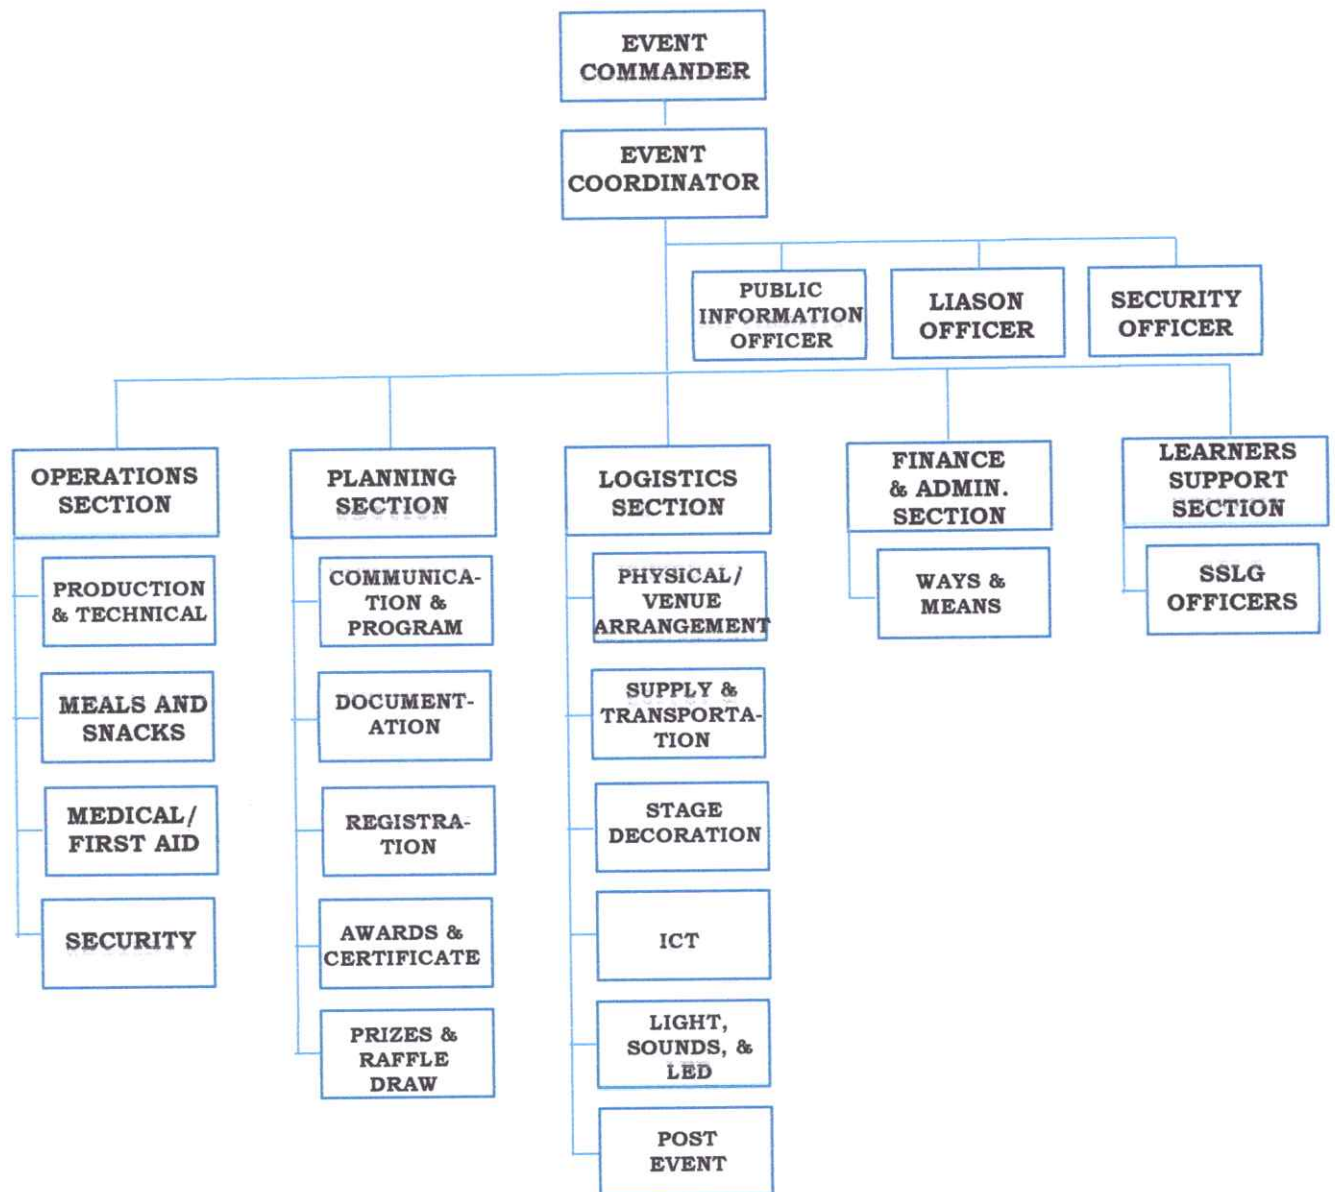 EVENT
COMMANDER
EVENT
COORDINATOR
PUBLIC
INFORMATION
OFFICER
LIASON
OFFICER
SECURITY
OFFICER
OPERATIONS
SECTION
PLANNING
SECTION
LOGISTICS
SECTION
FINANCE
& ADMIN.
SECTION
LEARNERS
SUPPORT
SECTION
PRODUCTION
& TECHNICAL
MEALS AND
SNACKS
MEDICAL/
FIRST AID
SECURITY
COMMUNICA-
TION &
PROGRAM
DOCUMENT-
ATION
REGISTRA-
TION
AWARDS &
CERTIFICATE
PRIZES &
RAFFLE
DRAW
PHYSICAL/
VENUE
ARRANGEMENT
SUPPLY &
TRANSPORTA-
TION
STAGE
DECORATION
ICT
LIGHT,
SOUNDS, &
LED
POST
EVENT
WAYS &
MEANS
SSLG
OFFICERS